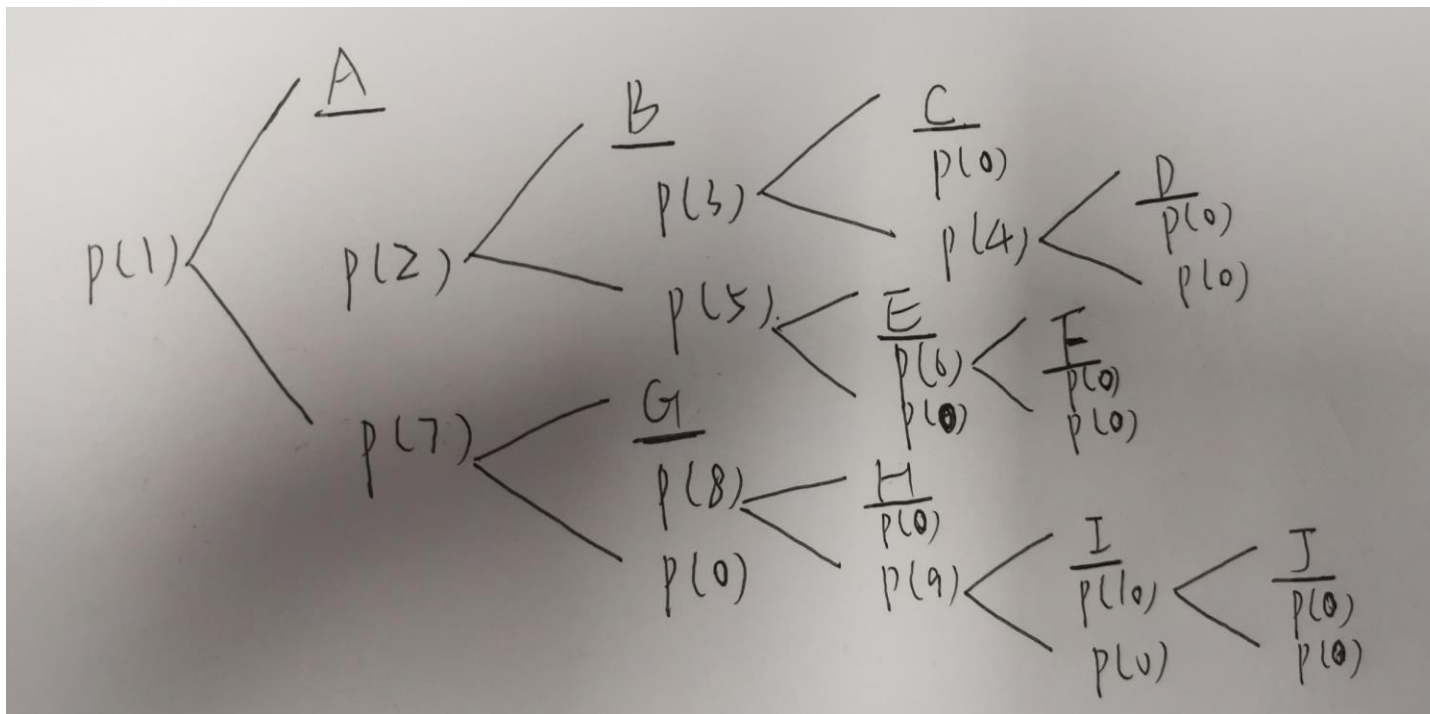 p(1)
A
p(2)
p(7)
B
p(3)
p(5)
G
p(8)
p(0)
C
p(0)
p(4)
E
p(6)
p(0)
H
p(0)
p(9)
D
p(0)
p(0)
F
p(0)
p(0)
I
p(10)
p(0)
J
p(0)
p(0)